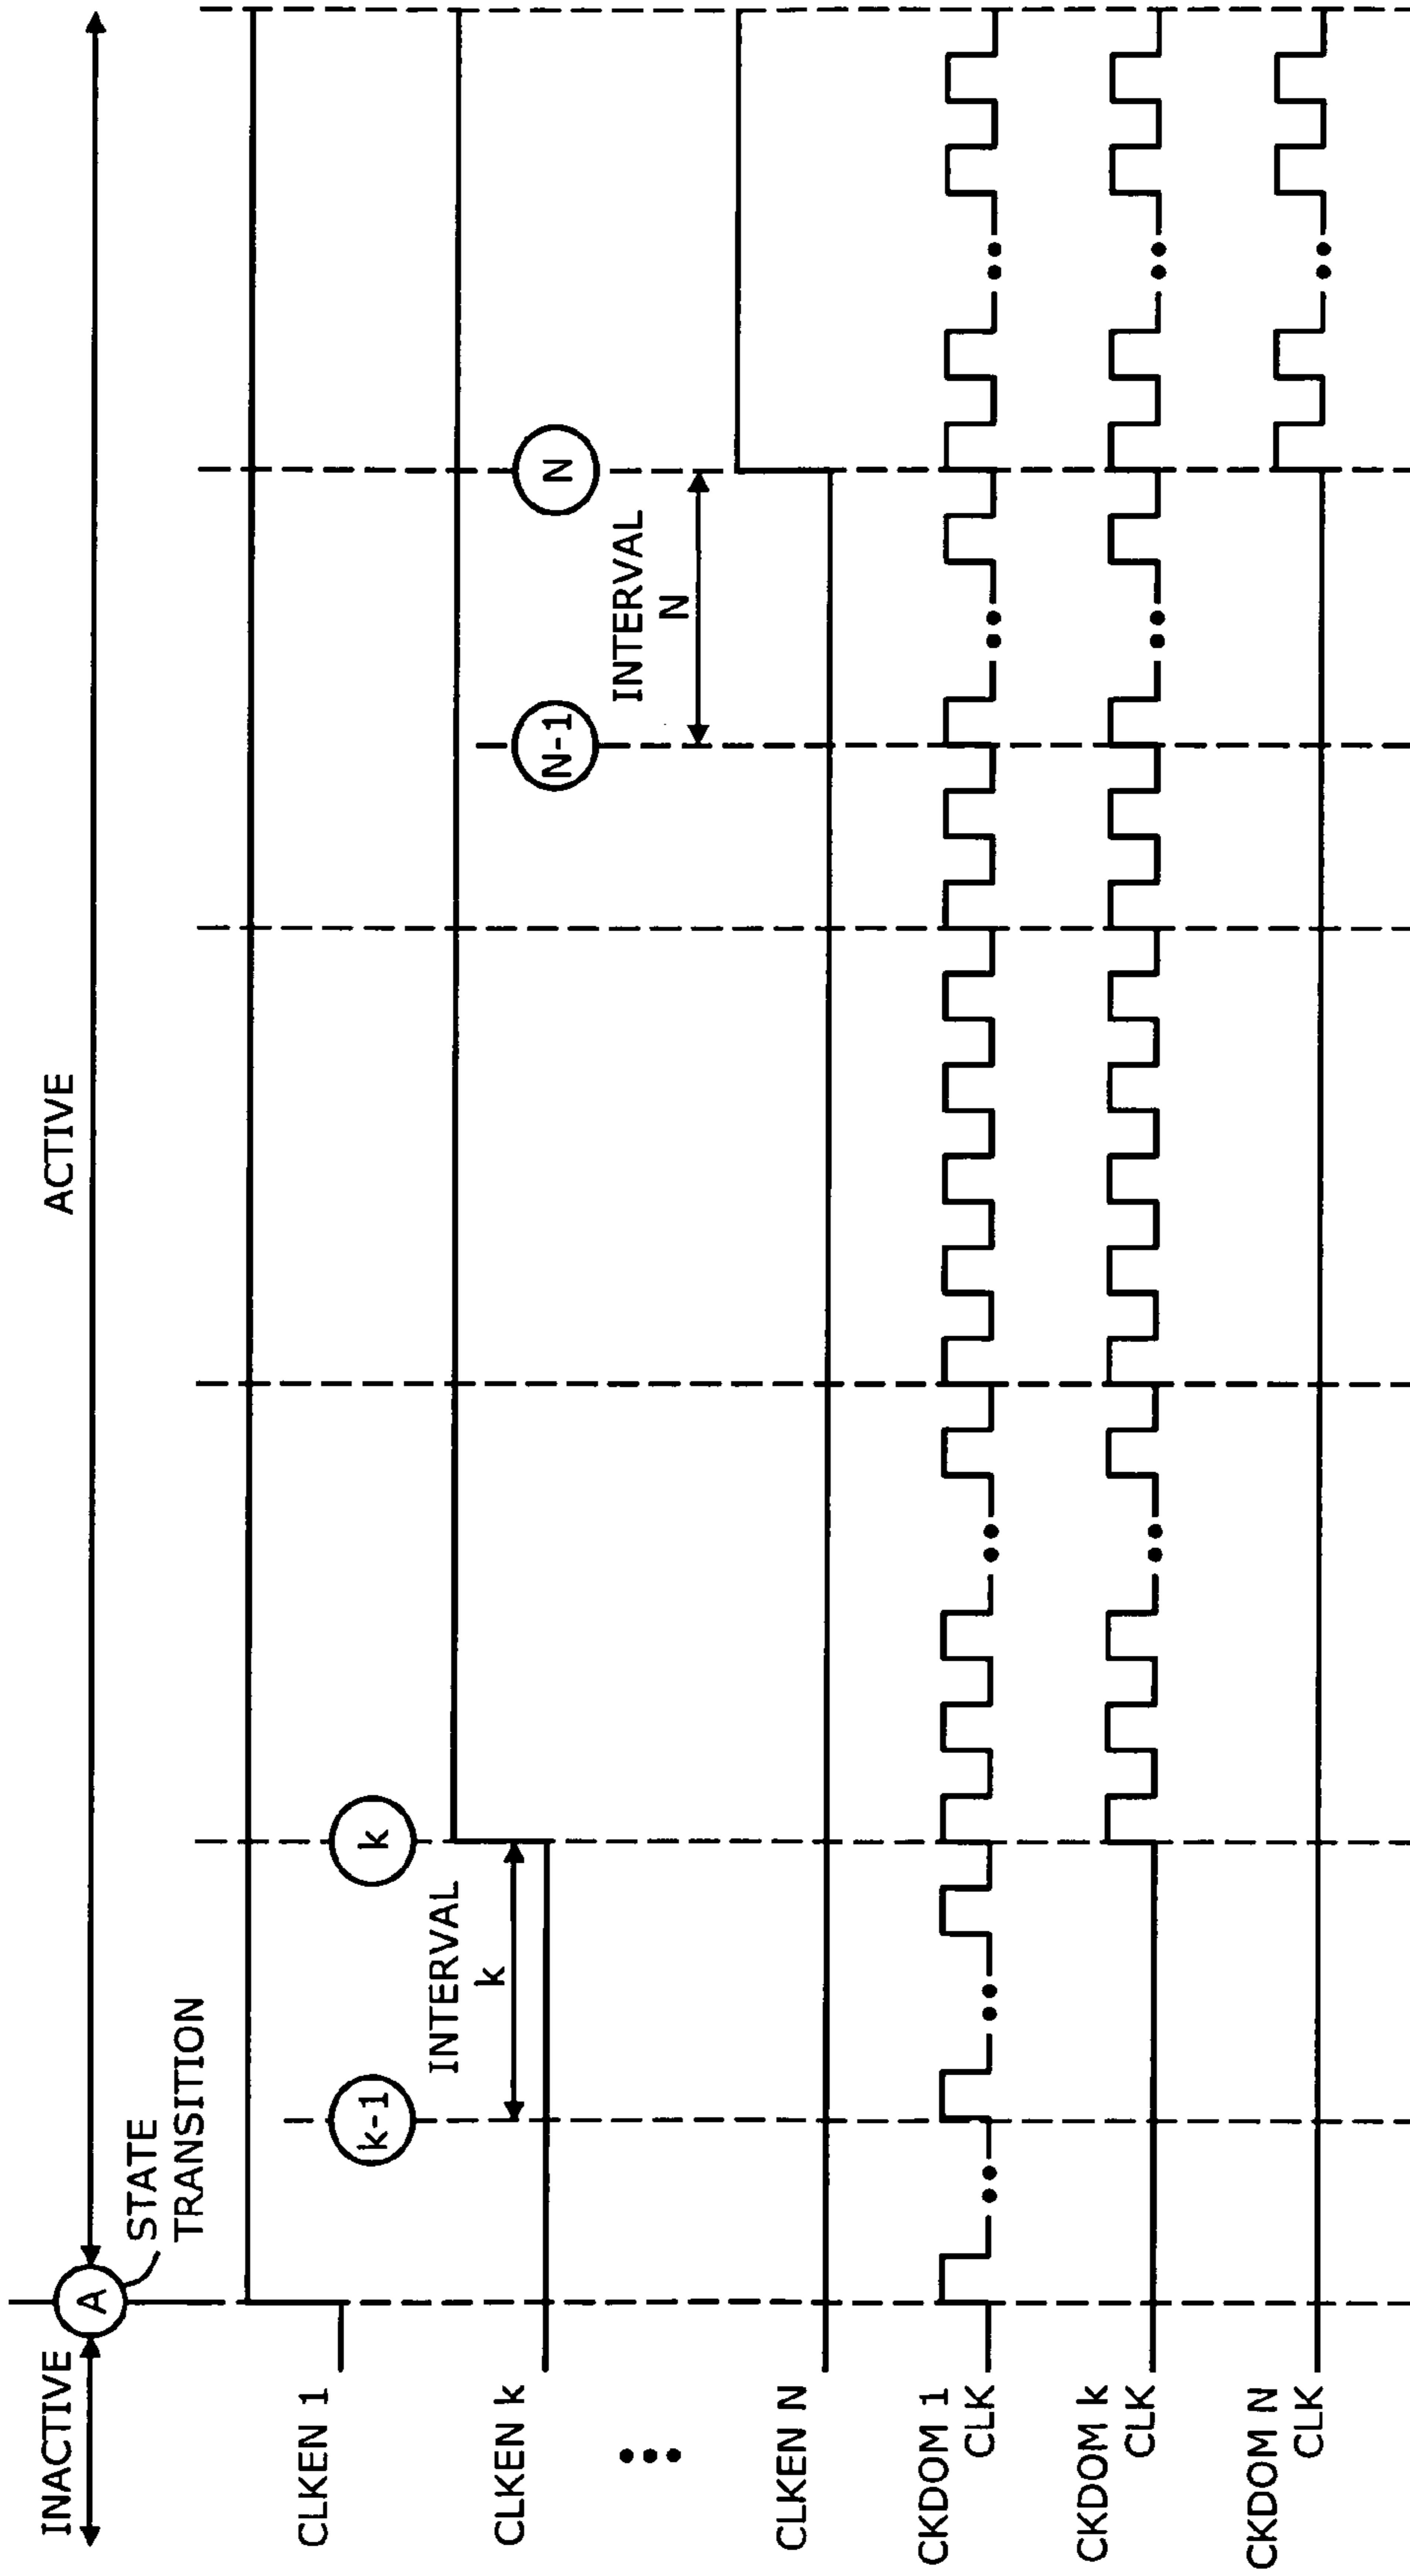 INACTIVE
A
ACTIVE
STATE
TRANSITION
CLKEN 1
k-1
k
CLKEN k
INTERVAL
k
N-1
N
INTERVAL
N
CLKEN N
CKDOM 1
CLK
CKDOM k
CLK
CKDOM N
CLK